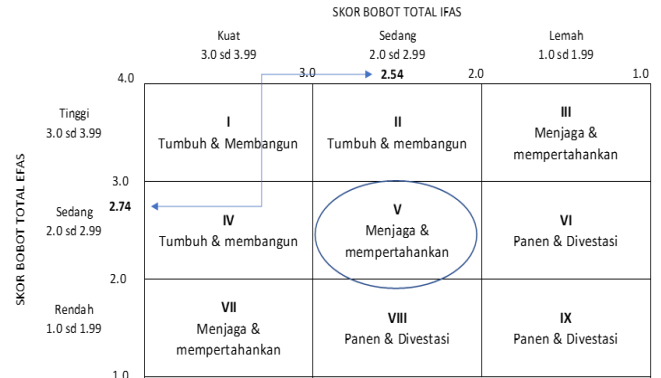 SKOR BOBOT TOTAL IFAS
Kuat
3.0 sd 3.99
Sedang
2.0 sd 2.99
Lemah
1.0 sd 1.99
4.0
3.0
2.54
2.0
1.0
SKOR BOBOT TOTAL EFAS
Tinggi
3.0 sd 3.99
I
Tumbuh & Membangun
II
Tumbuh & membangun
III
Menjaga &
mempertahankan
3.0
Sedang
2.0 sd 2.99
2.74
IV
Tumbuh & membangun
V
Menjaga &
mempertahankan
VI
Panen & Divestasi
2.0
Rendah
1.0 sd 1.99
VII
Menjaga &
mempertahankan
VIII
Panen & Divestasi
IX
Panen & Divestasi
1.0